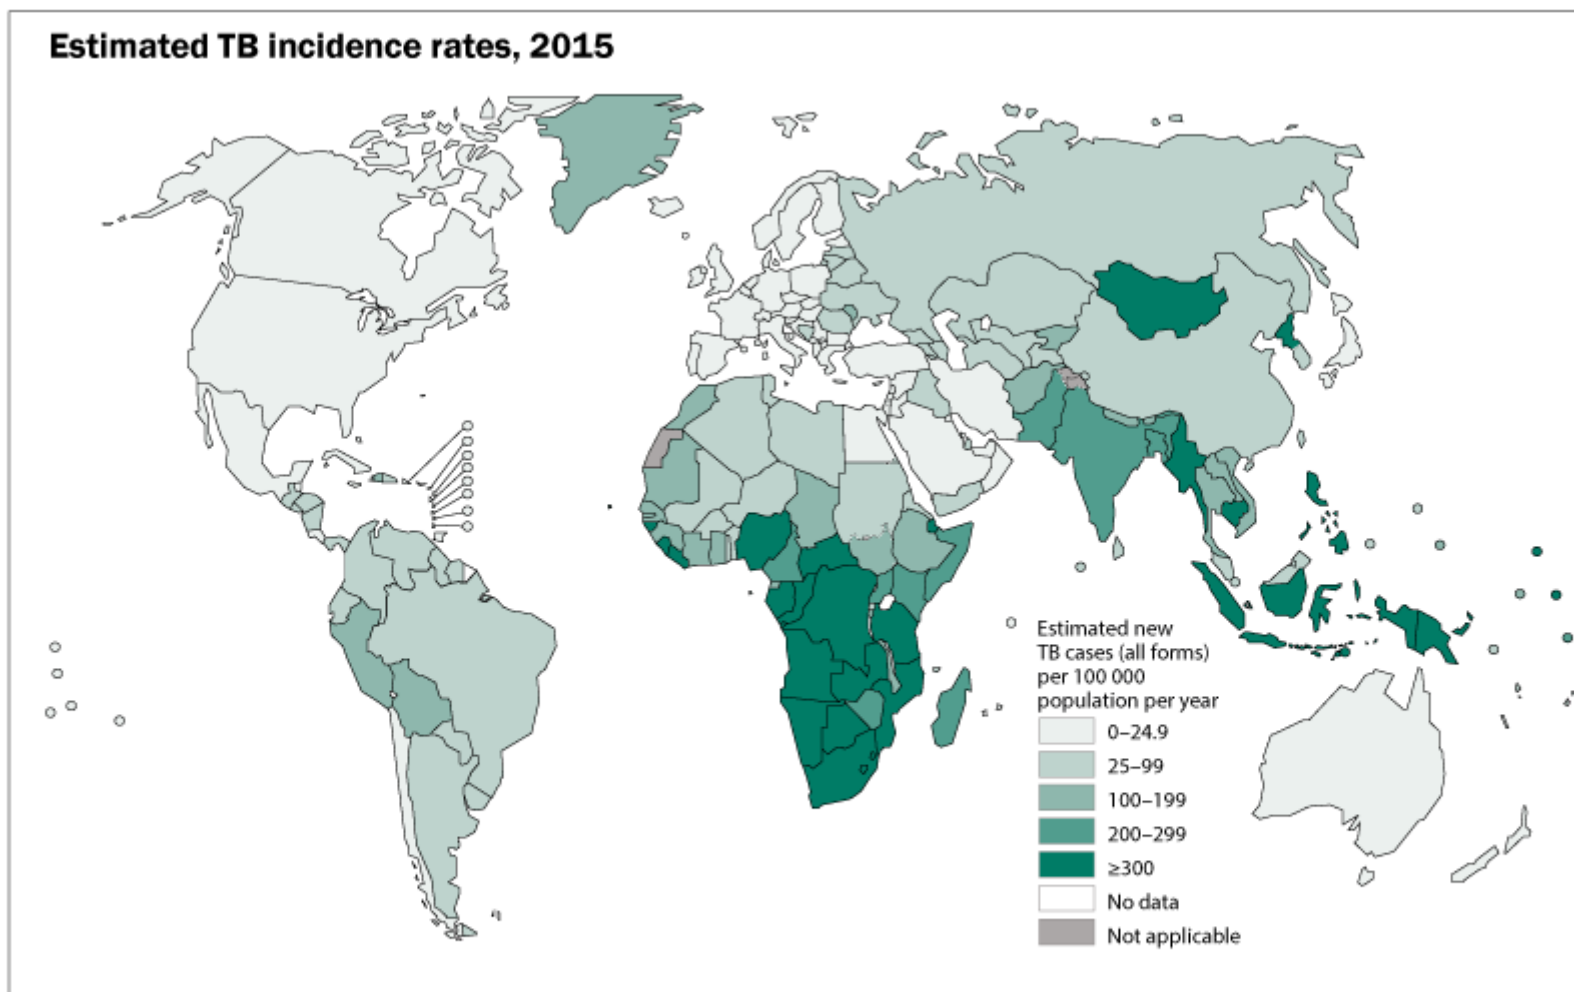 Estimated TB incidence rates, 2015
Estimated new
TB cases (all forms)
per 100 000
population per year
0–24.9
25–99
100–199
200–299
≥300
No data
Not applicable